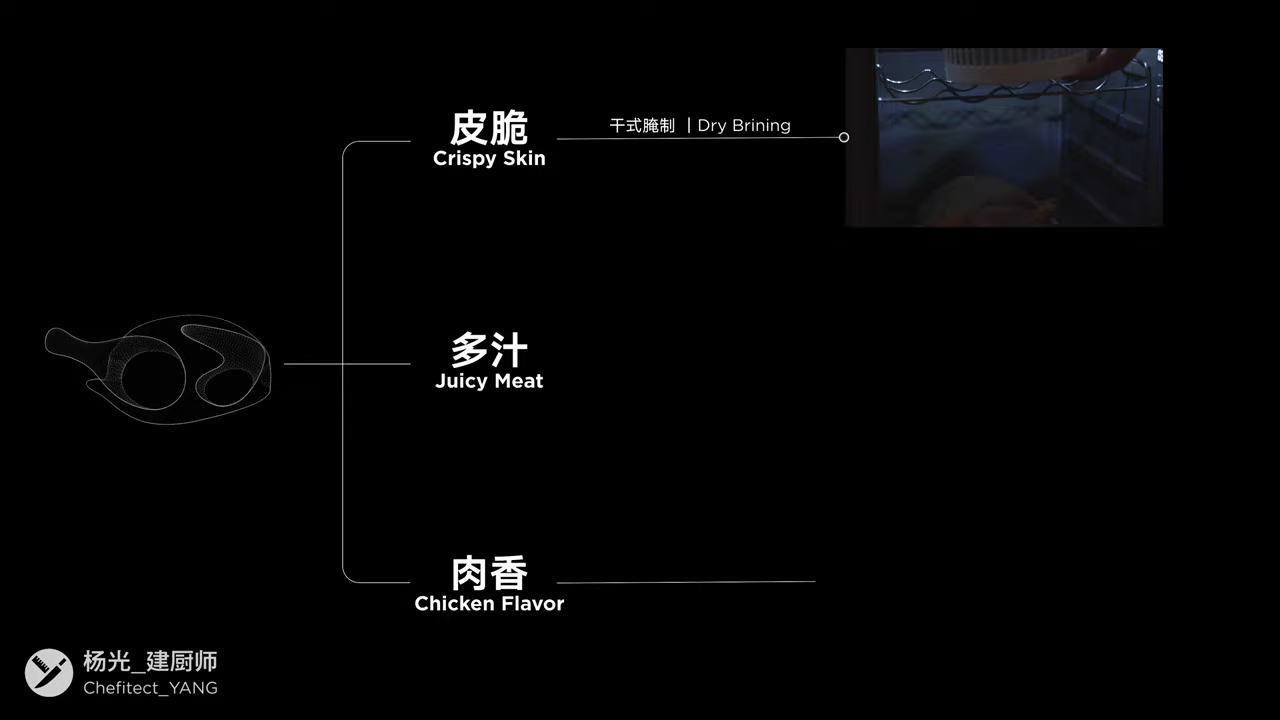 皮脆
Crispy Skin
干式腌制 | Dry Brining
多汁
Juicy Meat
肉香
Chicken Flavor
杨光_建厨师
Chefitect_YANG